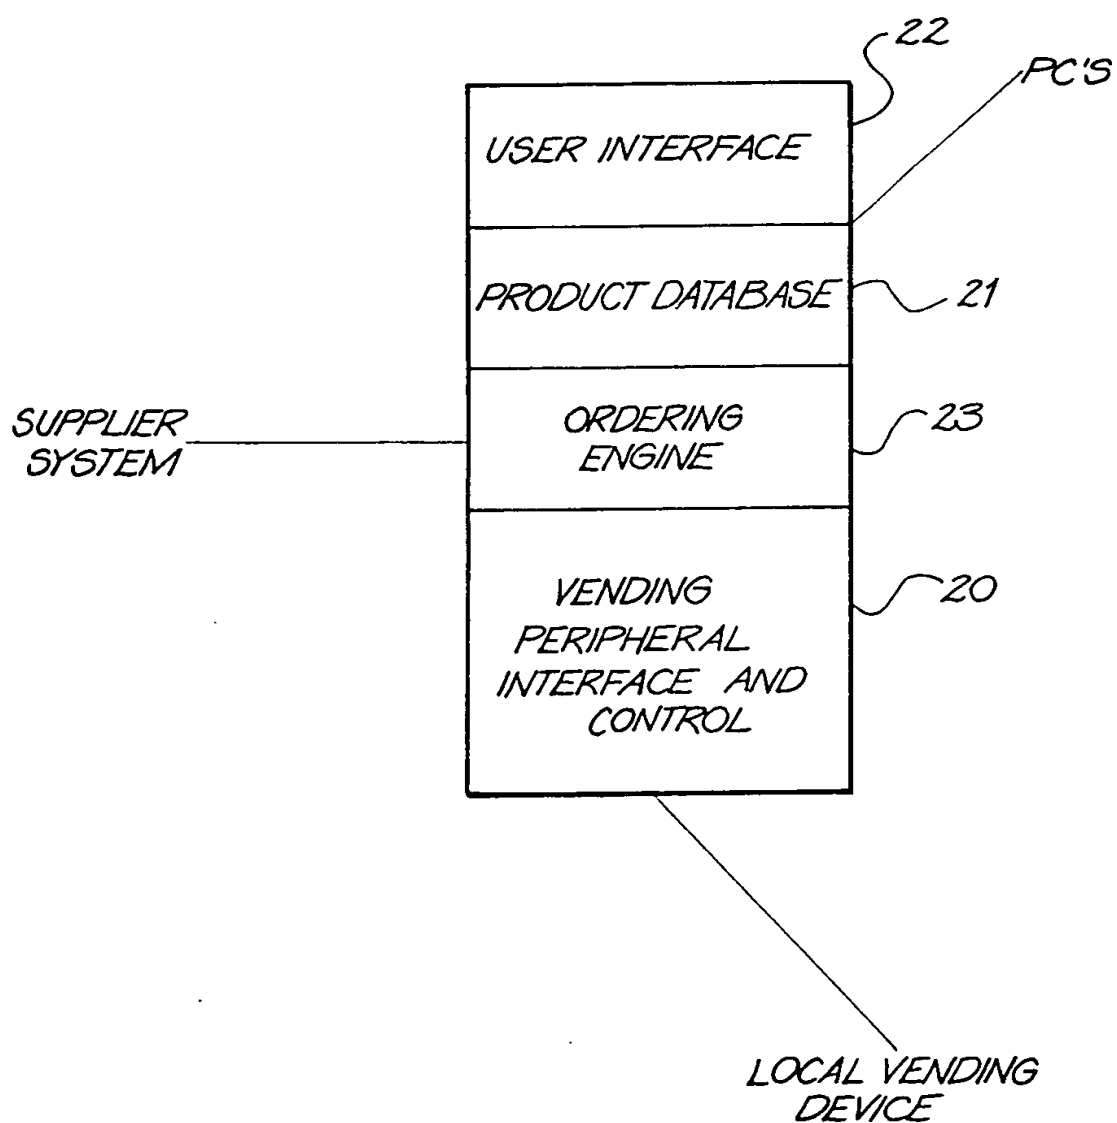 22
PC'S
USER INTERFACE
PRODUCT DATABASE
21
SUPPLIER
SYSTEM
ORDERING
ENGINE
23
VENDING
PERIPHERAL
INTERFACE AND
CONTROL
20
LOCAL VENDING
DEVICE